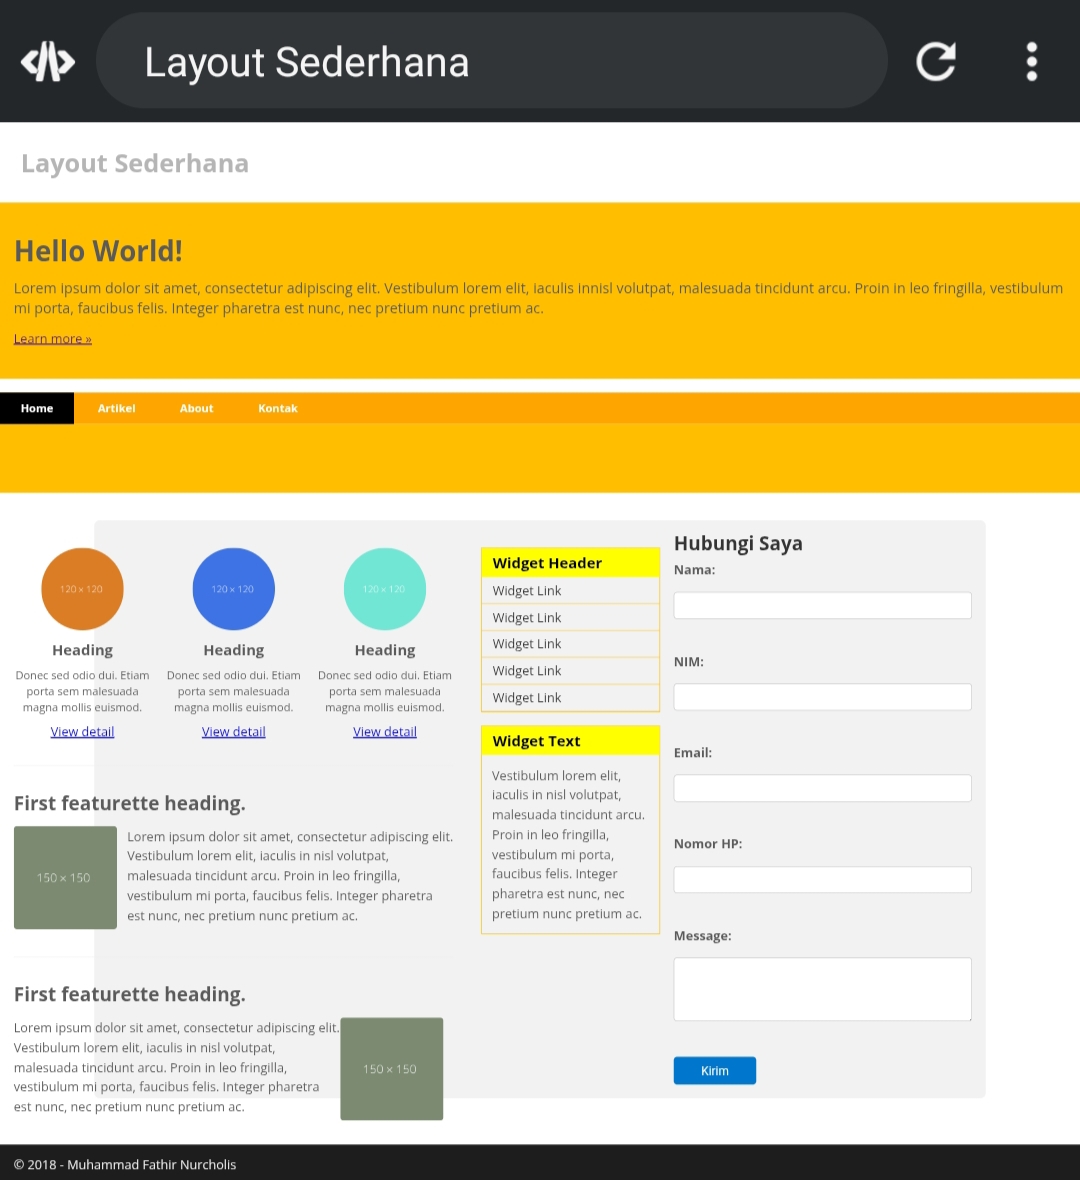 Layout Sederhana
Layout Sederhana
Hello World!
Lorem ipsum dolor sit amet, consectetur adipiscing elit. Vestibulum lorem elit, iaculis innisl volutpat, malesuada tincidunt arcu. Proin in leo fringilla, vestibulum
mi porta, faucibus felis. Integer pharetra est nunc, nec pretium nunc pretium ac.
Learn more »
Home Artikel About Kontak
120 × 120
Heading
Donec sed odio dui. Etiam
porta sem malesuada
magna mollis euismod.
View detail
120 × 120
Heading
Donec sed odio dui. Etiam
porta sem malesuada
magna mollis euismod.
View detail
120 × 120
Heading
Donec sed odio dui. Etiam
porta sem malesuada
magna mollis euismod.
View detail
First featurette heading.
150 × 150
Lorem ipsum dolor sit amet, consectetur adipiscing elit.
Vestibulum lorem elit, iaculis in nisl volutpat,
malesuada tincidunt arcu. Proin in leo fringilla,
vestibulum mi porta, faucibus felis. Integer pharetra
est nunc, nec pretium nunc pretium ac.
First featurette heading.
Lorem ipsum dolor sit amet, consectetur adipiscing elit.
Vestibulum lorem elit, iaculis in nisl volutpat,
malesuada tincidunt arcu. Proin in leo fringilla,
vestibulum mi porta, faucibus felis. Integer pharetra
est nunc, nec pretium nunc pretium ac.
150 × 150
Widget Header
Widget Link
Widget Link
Widget Link
Widget Link
Widget Link
Widget Text
Vestibulum lorem elit,
iaculis in nisl volutpat,
malesuada tincidunt arcu.
Proin in leo fringilla,
vestibulum mi porta,
faucibus felis. Integer
pharetra est nunc, nec
pretium nunc pretium ac.
Hubungi Saya
Nama:
NIM:
Email:
Nomor HP:
Message:
Kirim
© 2018 - Muhammad Fathir Nurcholis